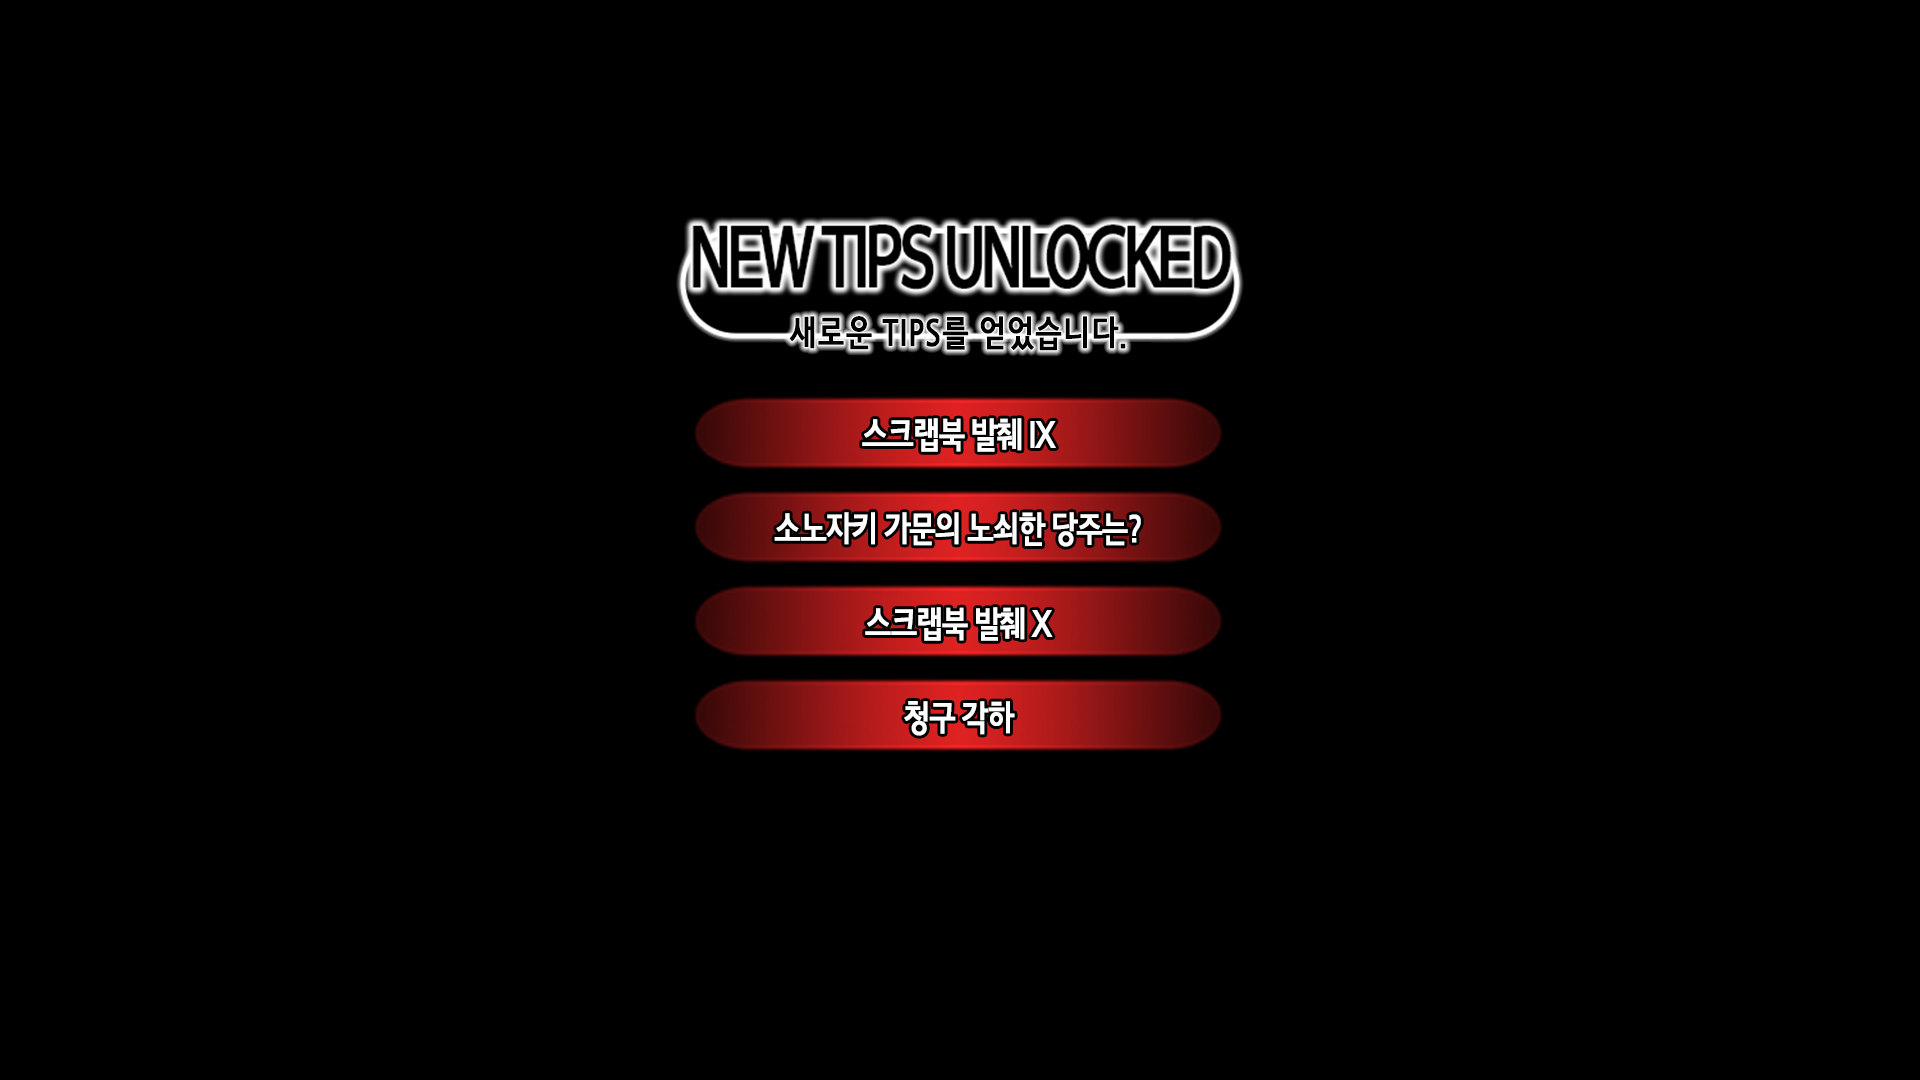 NEW TIPS UNLOCKED
새로운 TIPS를 얻었습니다.
스크랩북 발췌 IX
소노자키 가문의 노쇠한 당주는?
스크랩북 발췌 X
청구 각하